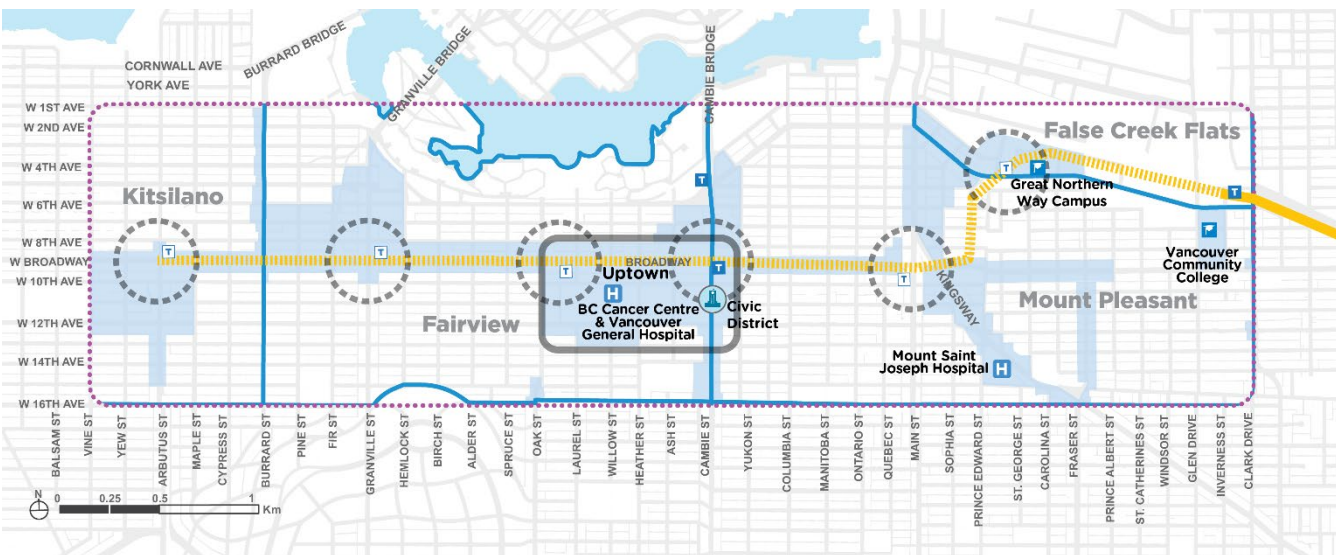 CORNWALL AVE
YORK AVE
BURRARD BRIDGE
GRANVILLE BRIDGE
CAMBIE BRIDGE
W 1ST AVE
W 2ND AVE
W 4TH AVE
W 6TH AVE
W 8TH AVE
W BROADWAY
W 10TH AVE
W 12TH AVE
W 14TH AVE
W 16TH AVE
Kitsilano
Fairview
False Creek Flats
Mount Pleasant
T
T
T
T
T
T
T
T
BROADWAY
Uptown
H
BC Cancer Centre
& Vancouver
General Hospital
Civic
District
KINGSWAY
Great Northern
Way Campus
Vancouver
Community
College
Mount Saint
Joseph Hospital
H
BALSAM ST
VINE ST
YEW ST
ARBUTUS ST
MAPLE ST
CYPRESS ST
BURRARD ST
PINE ST
FIR ST
GRANVILLE ST
HEMLOCK ST
BIRCH ST
ALDER ST
SPRUCE ST
OAK ST
LAUREL ST
WILLOW ST
HEATHER ST
ASH ST
CAMBIE ST
YUKON ST
COLUMBIA ST
MANITOBA ST
ONTARIO ST
QUEBEC ST
MAIN ST
SOPHIA ST
PRINCE EDWARD ST
ST. GEORGE ST
CAROLINA ST
FRASER ST
PRINCE ALBERT ST
ST. CATHERINES ST
WINDSOR ST
GLEN DRIVE
INVERNESS ST
CLARK DRIVE
N
0 0.25 0.5 1
Km